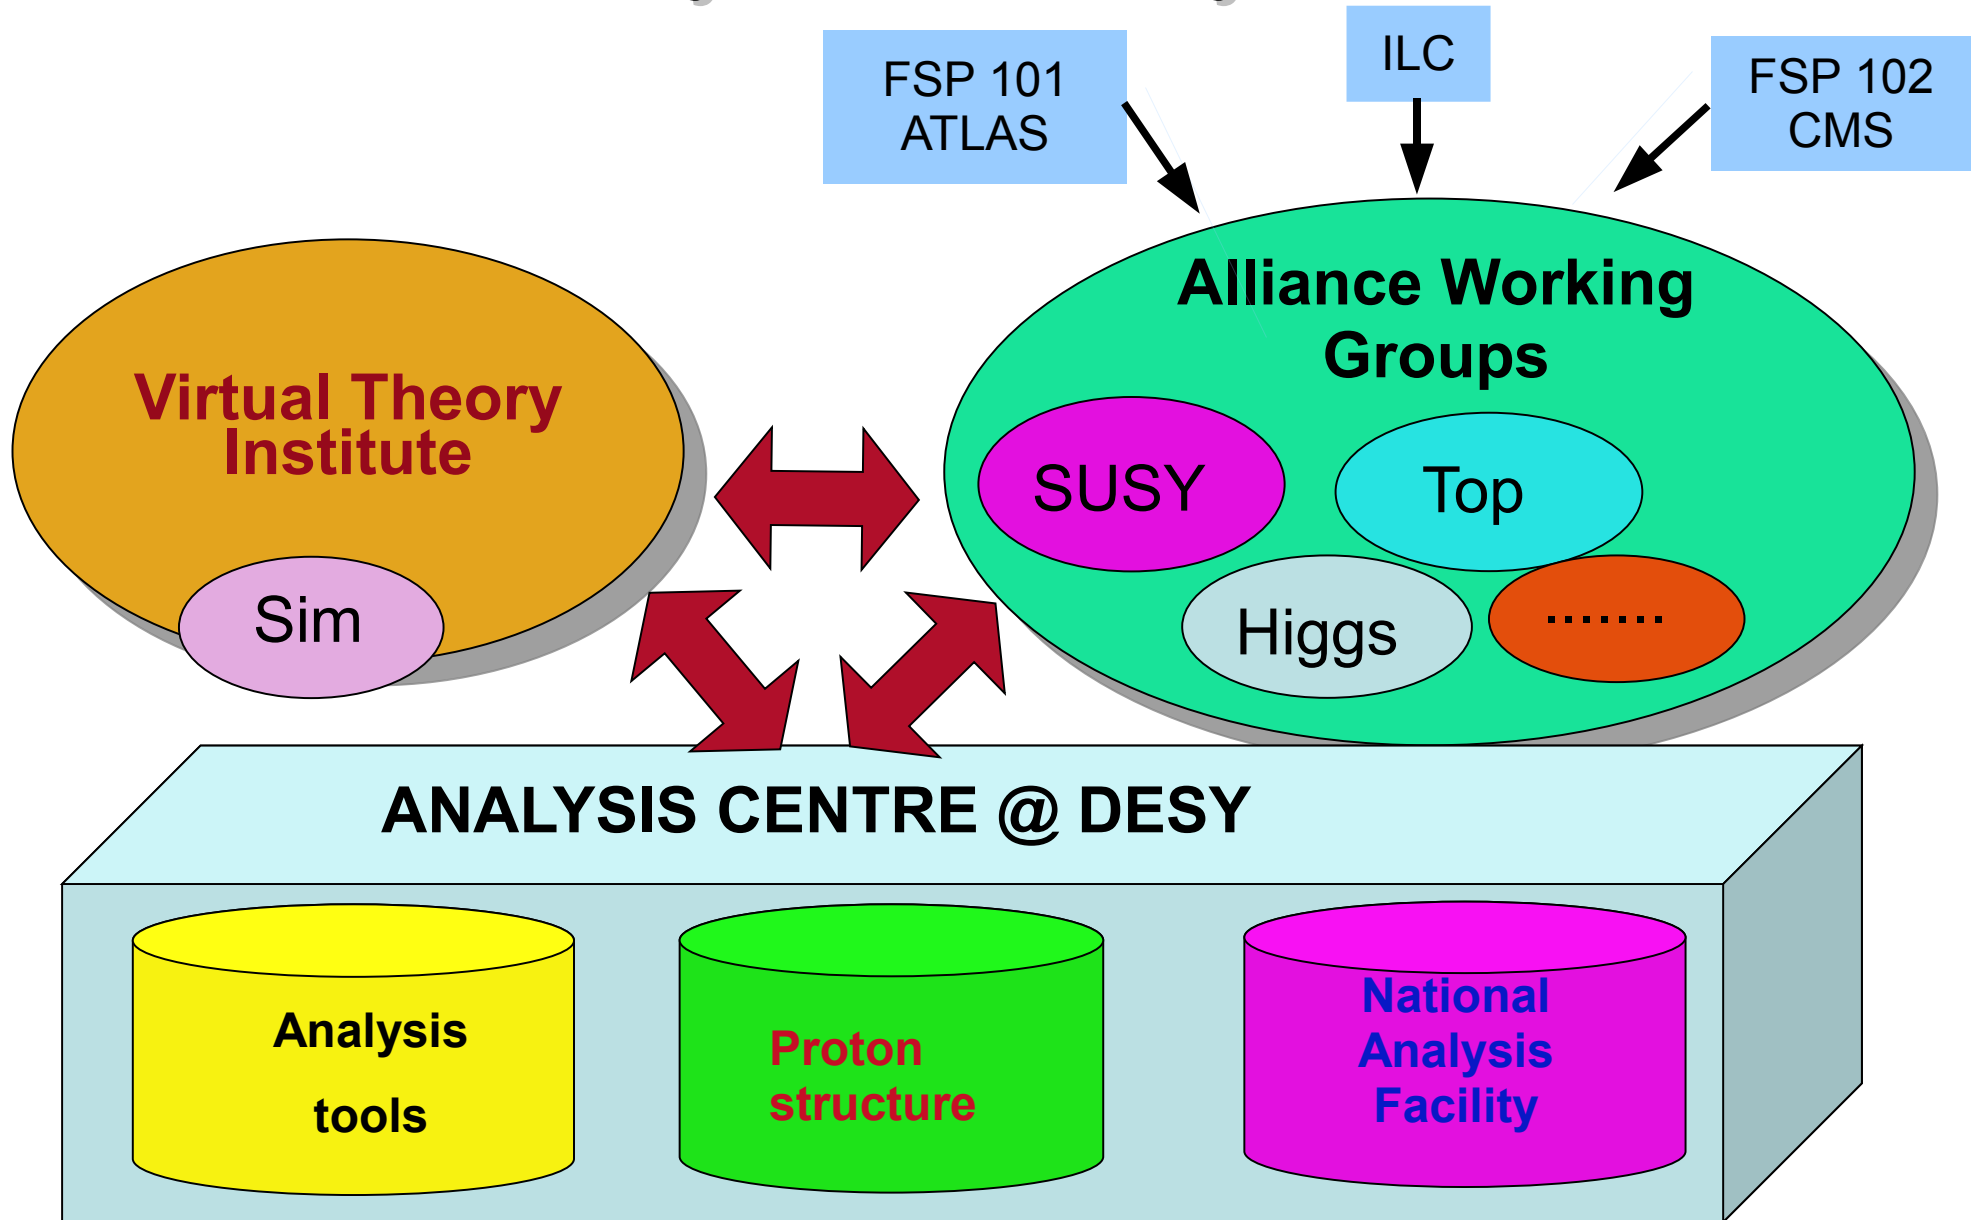 FSP 101
ATLAS
ILC
FSP 102
CMS
Alliance Working
Groups
Virtual Theory
Institute
SUSY
Top
Sim
Higgs
.......
ANALYSIS CENTRE @ DESY
Analysis
tools
Proton
structure
National
Analysis
Facility